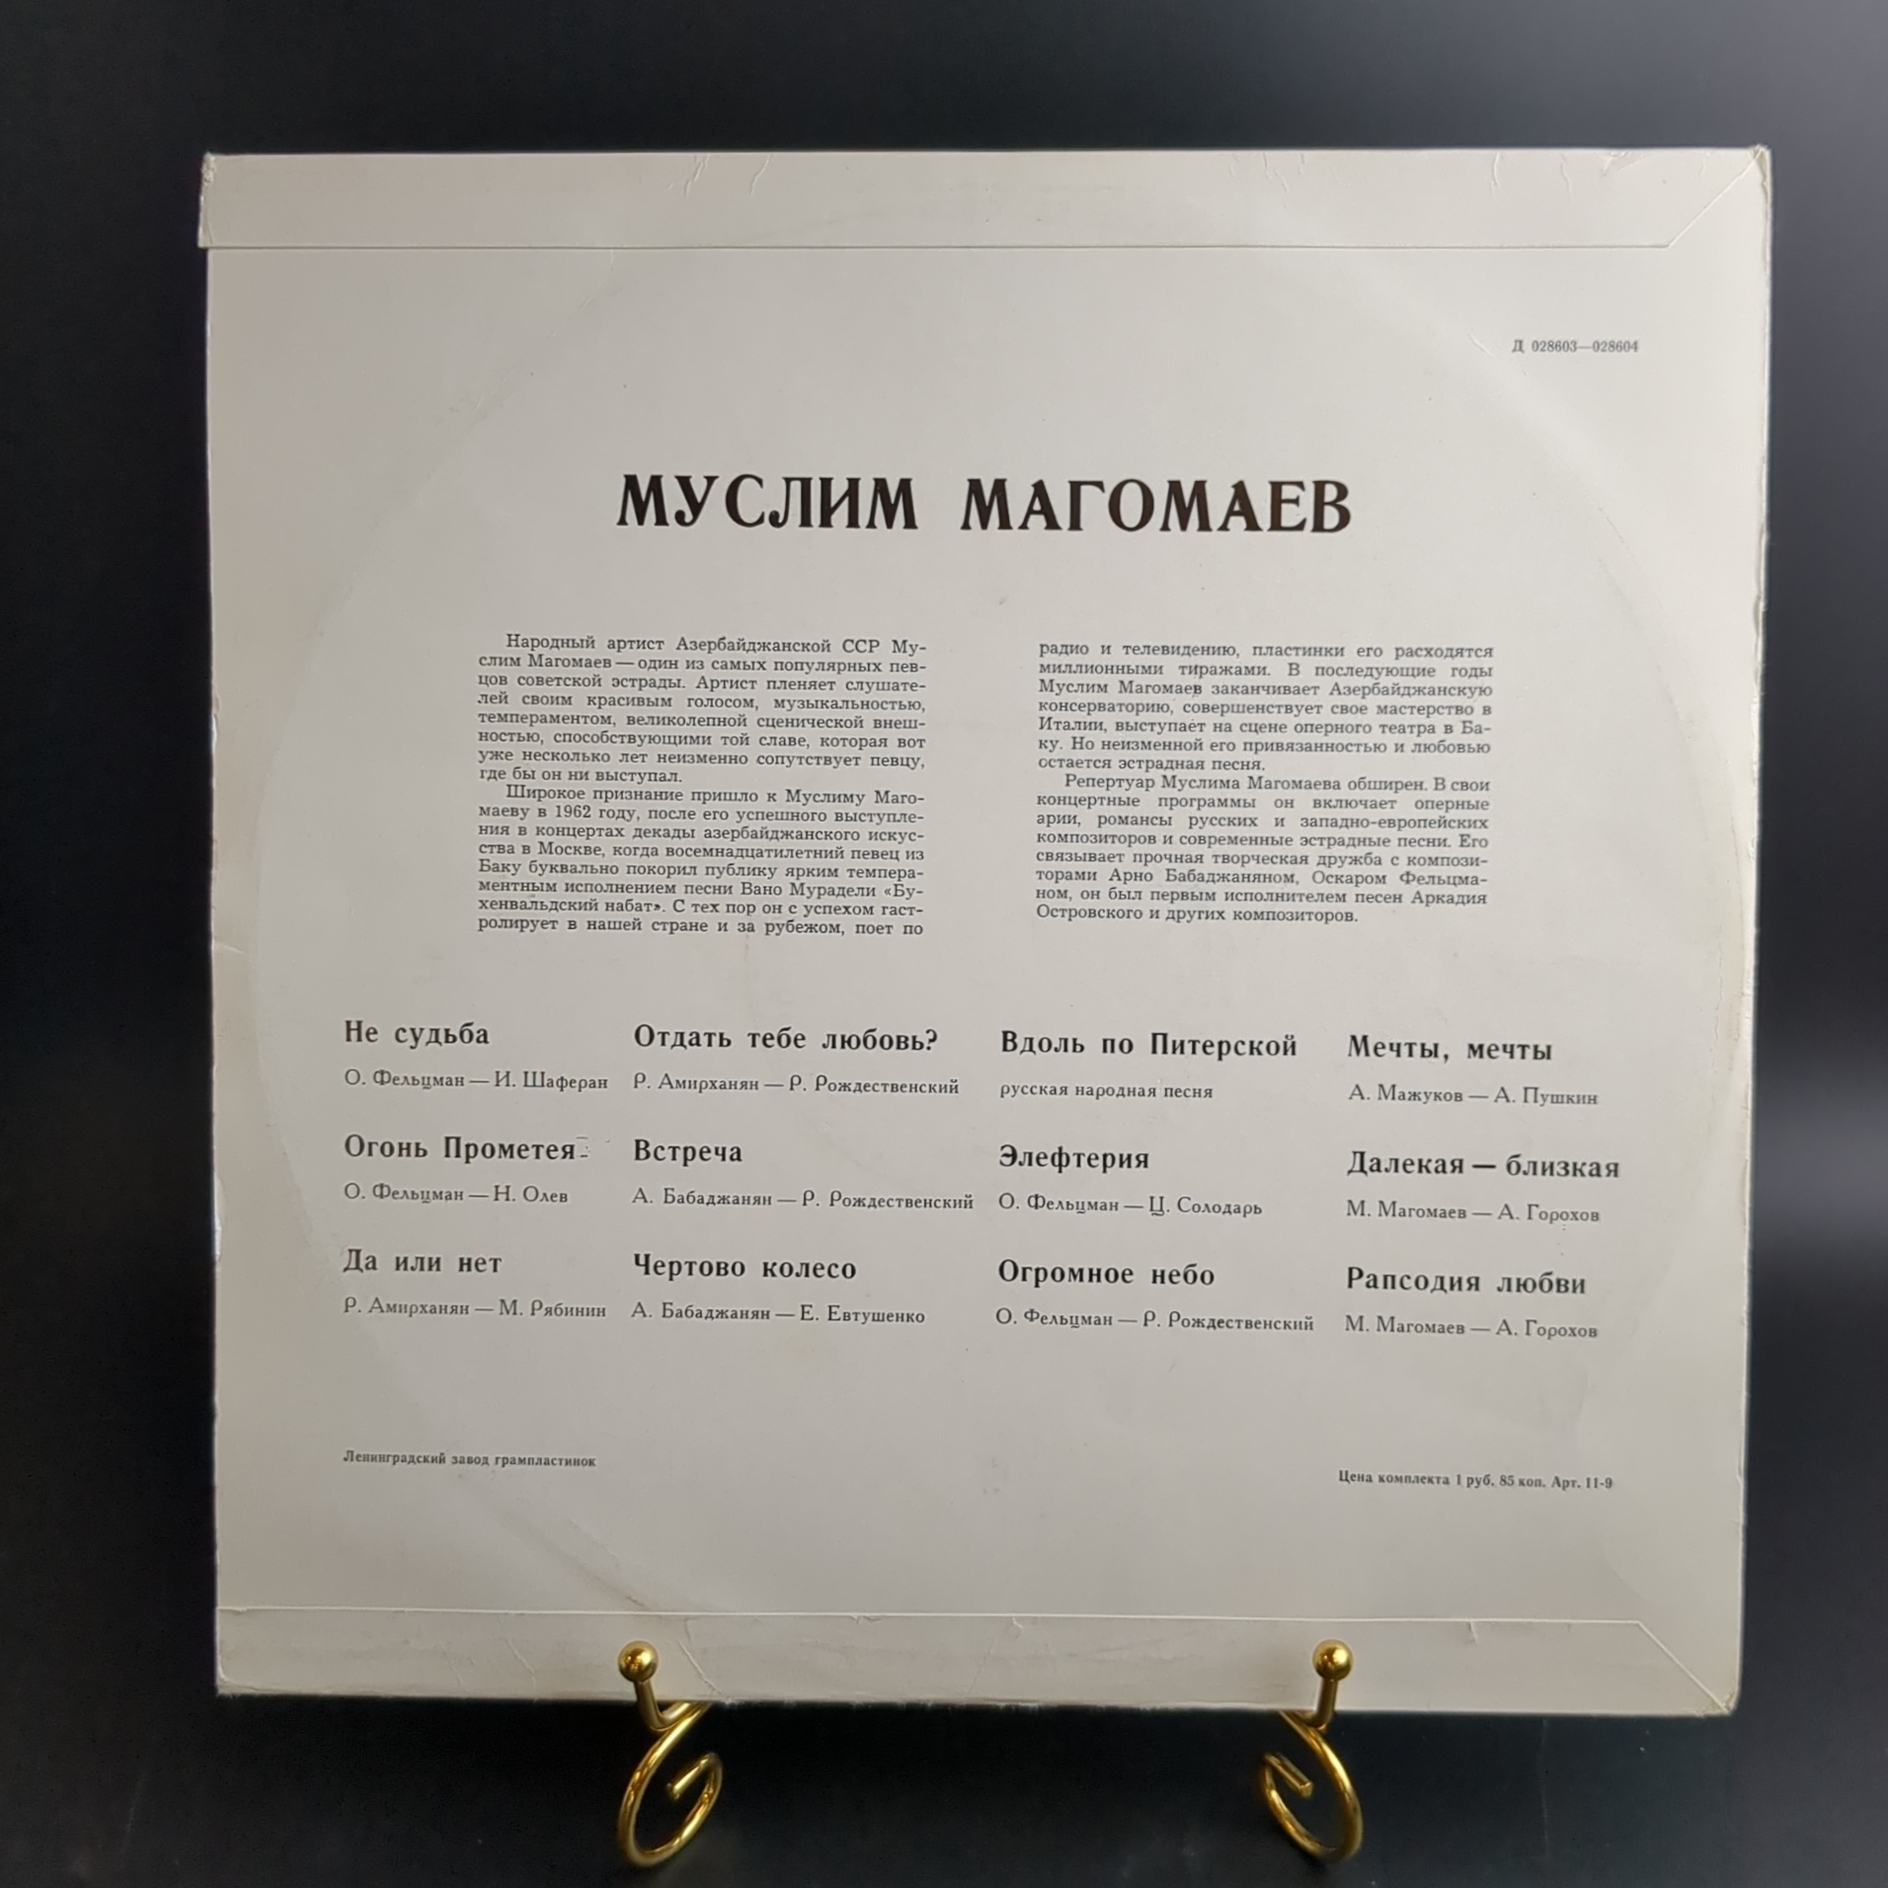 Д 028603—028604
МУСЛИМ МАГОМАЕВ
Народный артист Азербайджанской ССР Му-
слим Магомаев — один из самых популярных пев-
цов советской эстрады. Артист пленяет слушате-
лей своим красивым голосом, музыкальностью,
темпераментом, великолепной сценической внеш-
ностью, способствующими той славе, которая вот
уже несколько лет неизменно сопутствует певцу,
где бы он ни выступал.
Широкое признание пришло к Муслиму Маго-
маеву в 1962 году, после его успешного выступле-
ния в концертах декады азербайджанского искус-
ства в Москве, когда восемнадцатилетний певец из
Баку буквально покорил публику ярким темпера-
ментным исполнением песни Вано Мурадели «Бу-
хенвальдский набат». С тех пор он с успехом гаст-
ролирует в нашей стране и за рубежом, поет по
радио и телевидению, пластинки его расходятся
миллионными тиражами. В последующие годы
Муслим Магомаев заканчивает Азербайджанскую
консерваторию, совершенствует свое мастерство в
Италии, выступает на сцене оперного театра в Ба-
ку. Но неизменной его привязанностью и любовью
остается эстрадная песня.
Репертуар Муслима Магомаева обширен. В свои
концертные программы он включает оперные
арии, романсы русских и западно-европейских
композиторов и современные эстрадные песни. Его
связывает прочная творческая дружба с компози-
торами Арно Бабаджаняном, Оскаром Фельцма-
ном, он был первым исполнителем песен Аркадия
Островского и других композиторов.
Не судьба
О. Фельцман — И. Шаферан
Огонь Прометея
О. Фельцман — Н. Олев
Да или нет
Р. Амирханян — М. Рябинин
Отдать тебе любовь?
Р. Амирханян — Р. Рождественский
Встреча
А. Бабаджанян — Р. Рождественский
Чертово колесо
А. Бабаджанян — Е. Евтушенко
Вдоль по Питерской
русская народная песня
Элефтерия
О. Фельцман — Ц. Солодарь
Огромное небо
О. Фельцман — Р. Рождественский
Мечты, мечты
А. Мажуков — А. Пушкин
Далекая — близкая
М. Магомаев — А. Горохов
Рапсодия любви
М. Магомаев — А. Горохов
Ленинградский завод грампластинок
Цена комплекта 1 руб. 85 коп. Арт. 11-9